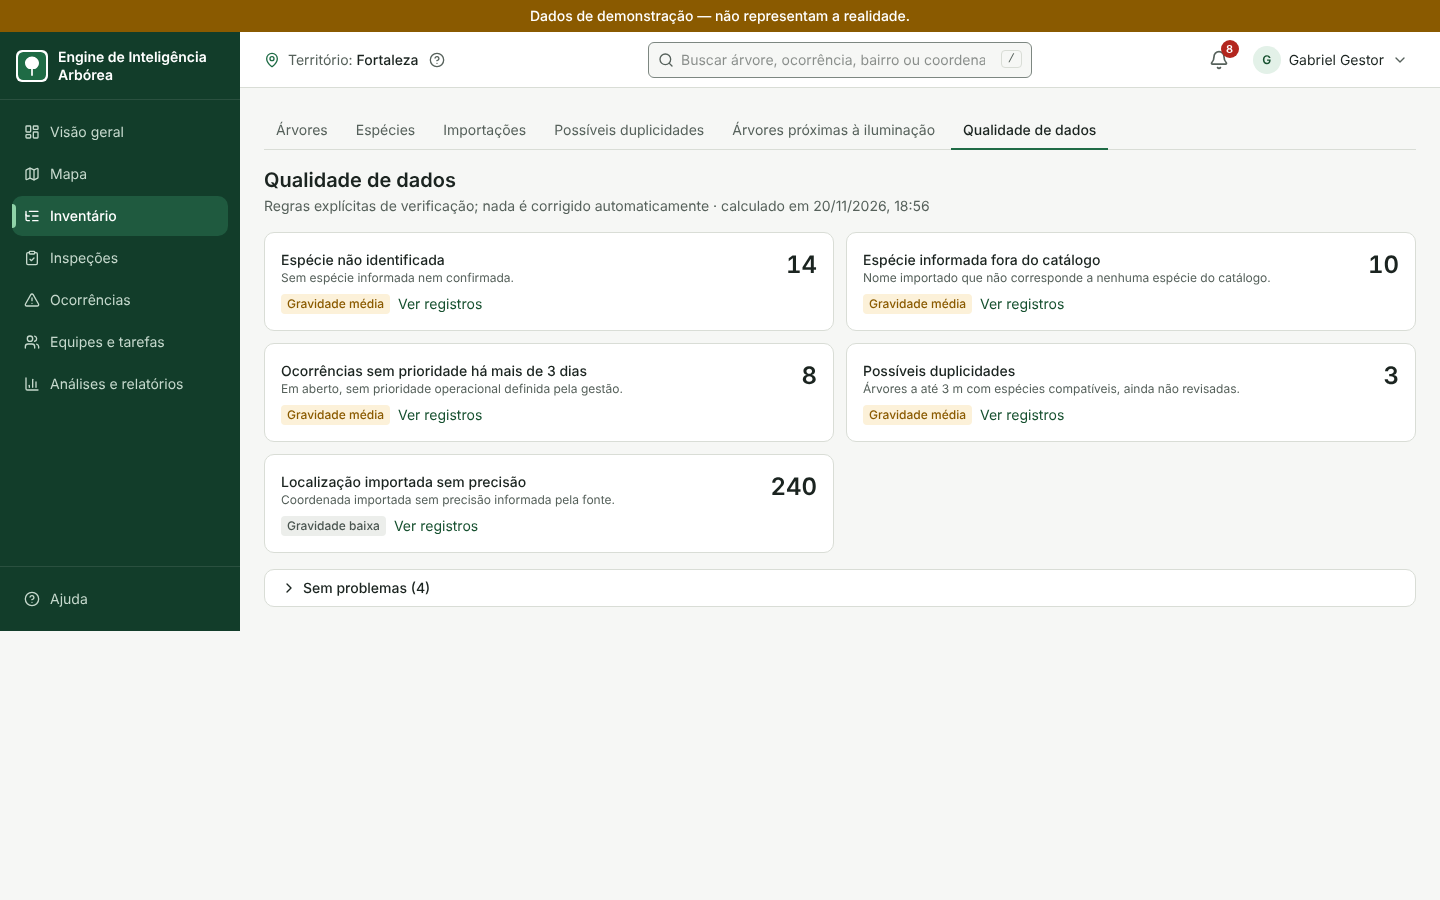 Dados de demonstração — não representam a realidade.
Engine de Inteligência
Arbórea
Território: Fortaleza
Buscar árvore, ocorrência, bairro ou coordena
/
8
G
Gabriel Gestor
Visão geral
Mapa
Inventário
Inspeções
Ocorrências
Equipes e tarefas
Análises e relatórios
Ajuda
Árvores
Espécies
Importações
Possíveis duplicidades
Árvores próximas à iluminação
Qualidade de dados
Qualidade de dados
Regras explícitas de verificação; nada é corrigido automaticamente · calculado em 20/11/2026, 18:56
Espécie não identificada
14
Sem espécie informada nem confirmada.
Gravidade média
Ver registros
Espécie informada fora do catálogo
10
Nome importado que não corresponde a nenhuma espécie do catálogo.
Gravidade média
Ver registros
Ocorrências sem prioridade há mais de 3 dias
8
Em aberto, sem prioridade operacional definida pela gestão.
Gravidade média
Ver registros
Possíveis duplicidades
3
Árvores a até 3 m com espécies compatíveis, ainda não revisadas.
Gravidade média
Ver registros
Localização importada sem precisão
240
Coordenada importada sem precisão informada pela fonte.
Gravidade baixa
Ver registros
Sem problemas (4)